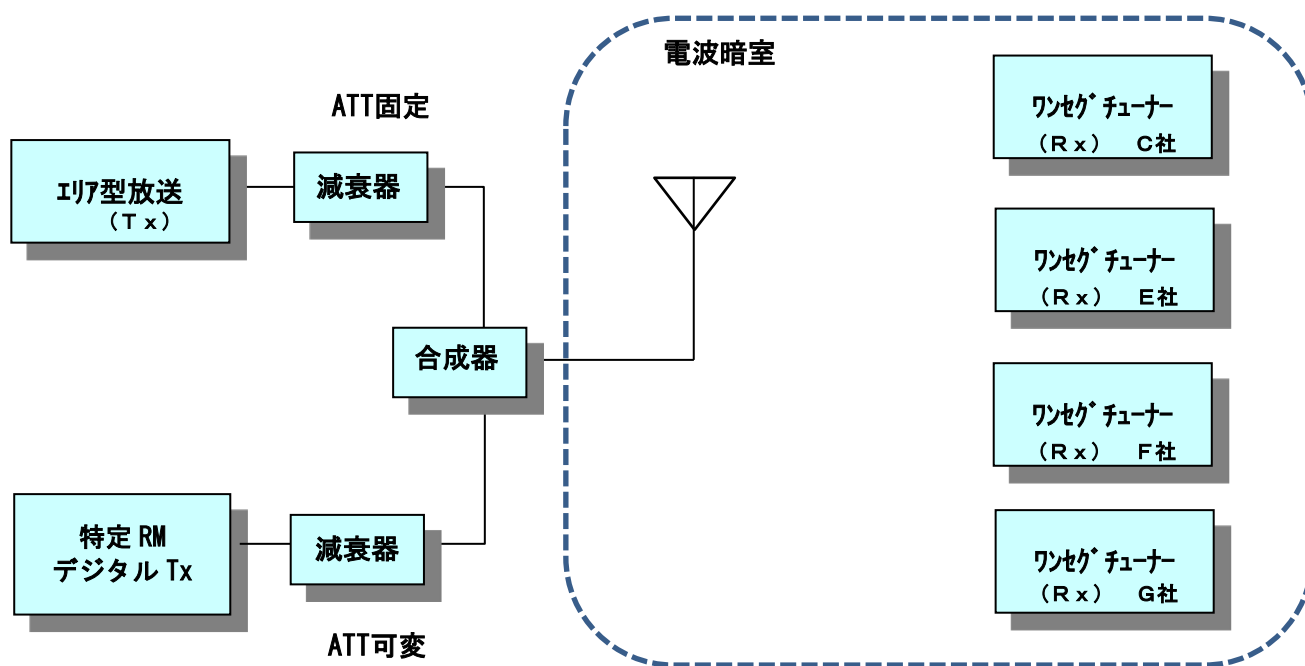 電波暗室
ATT固定
エリア型放送
(Tx)
減衰器
合成器
特定 RM
デジタル Tx
減衰器
ATT可変
ワンセグチューナー
(Rx) C社
ワンセグチューナー
(Rx) E社
ワンセグチューナー
(Rx) F社
ワンセグチューナー
(Rx) G社